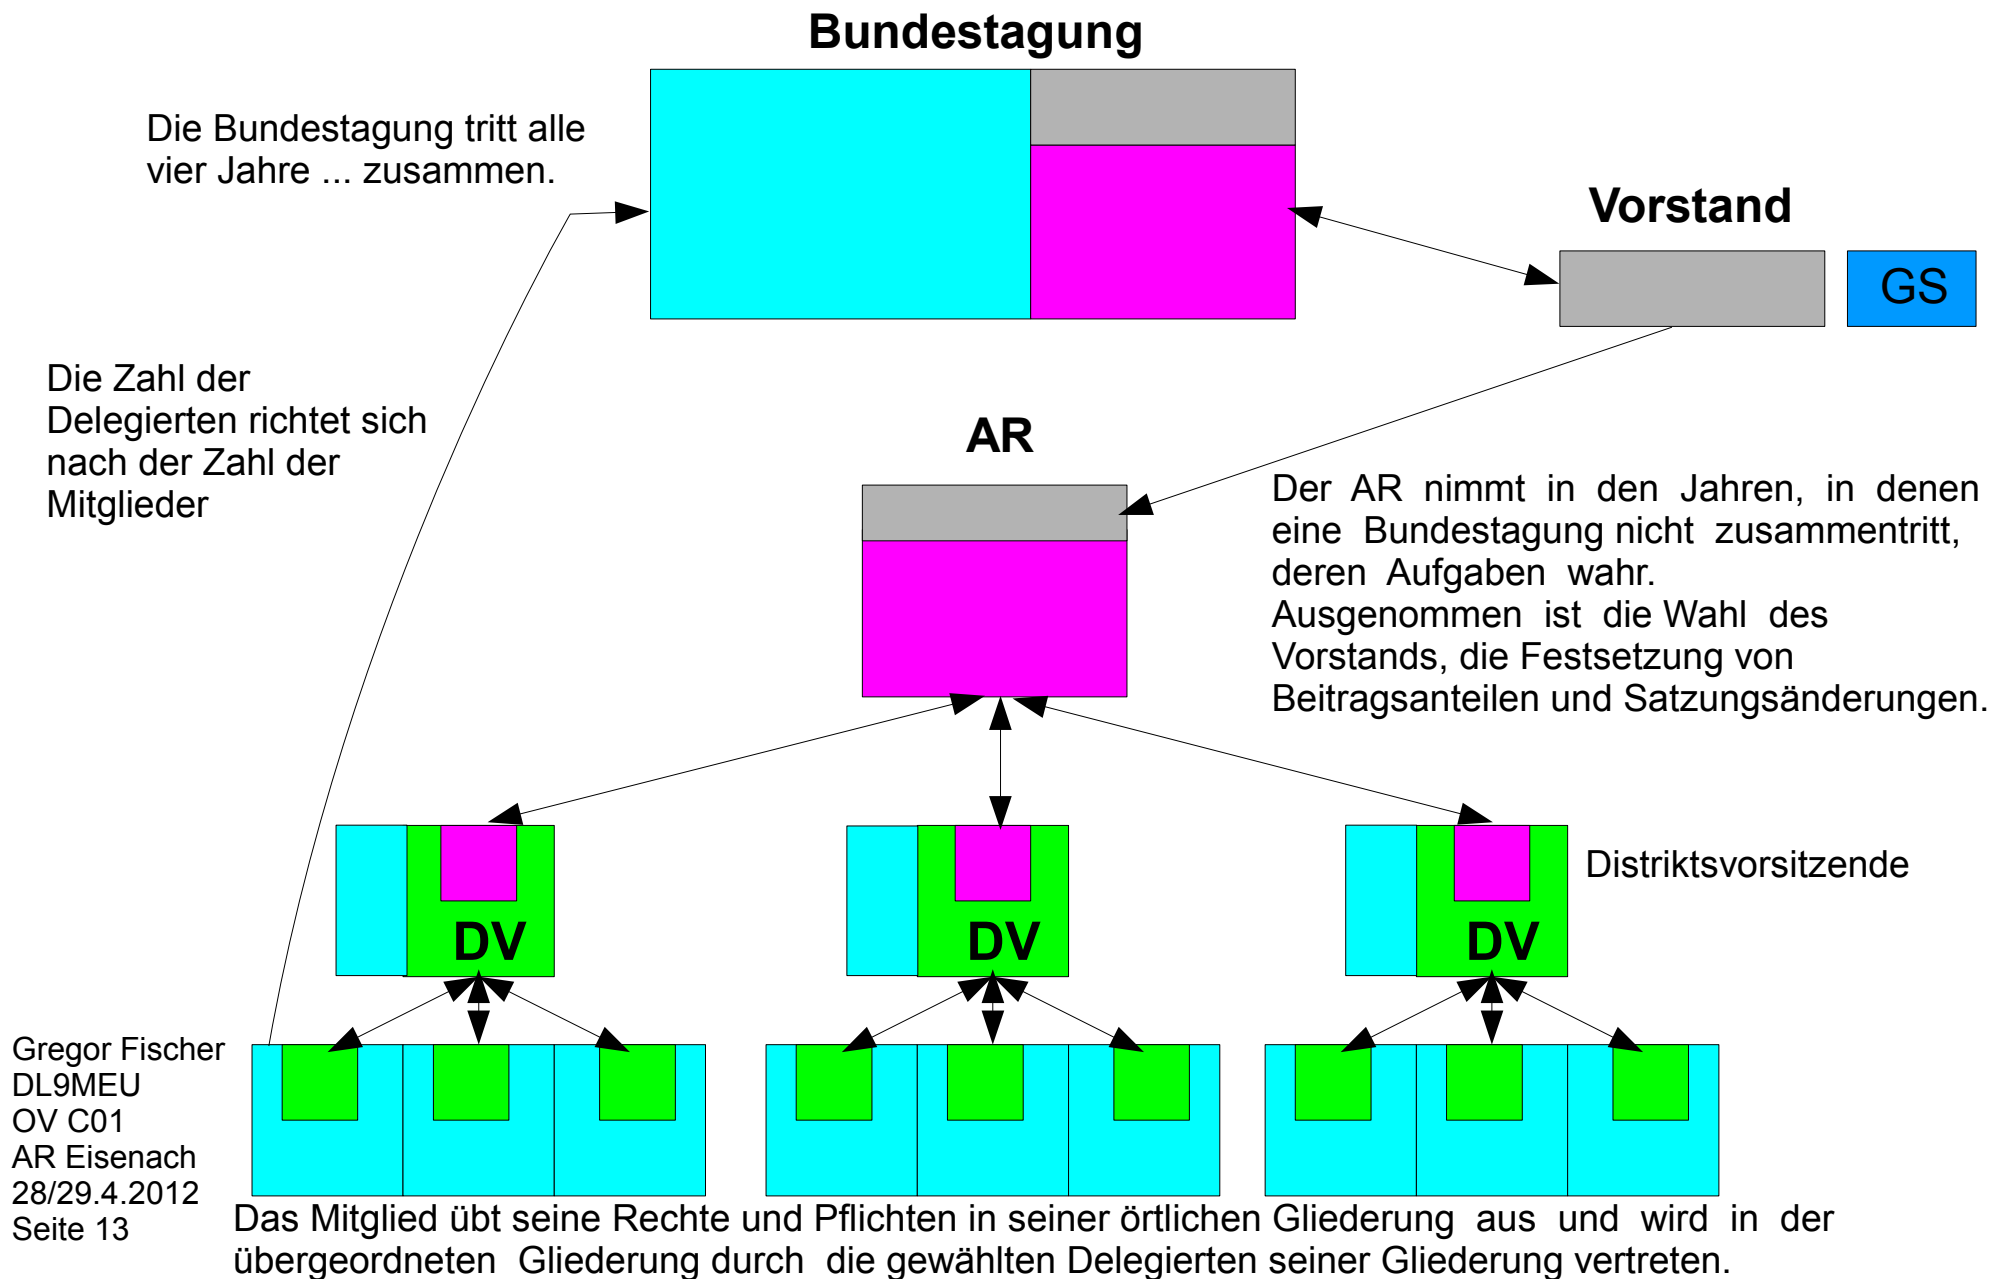 Bundestagung
Die Bundestagung tritt alle
vier Jahre ... zusammen.
Vorstand
GS
Die Zahl der
Delegierten richtet sich
nach der Zahl der
Mitglieder
AR
Der AR nimmt in den Jahren, in denen
eine Bundestagung nicht zusammentritt,
deren Aufgaben wahr.
Ausgenommen ist die Wahl des
Vorstands, die Festsetzung von
Beitragsanteilen und Satzungsänderungen.
Distriktsvorsitzende
DV
DV
DV
Gregor Fischer
DL9MEU
OV C01
AR Eisenach
28/29.4.2012
Seite 13
Das Mitglied übt seine Rechte und Pflichten in seiner örtlichen Gliederung aus und wird in der
übergeordneten Gliederung durch die gewählten Delegierten seiner Gliederung vertreten.